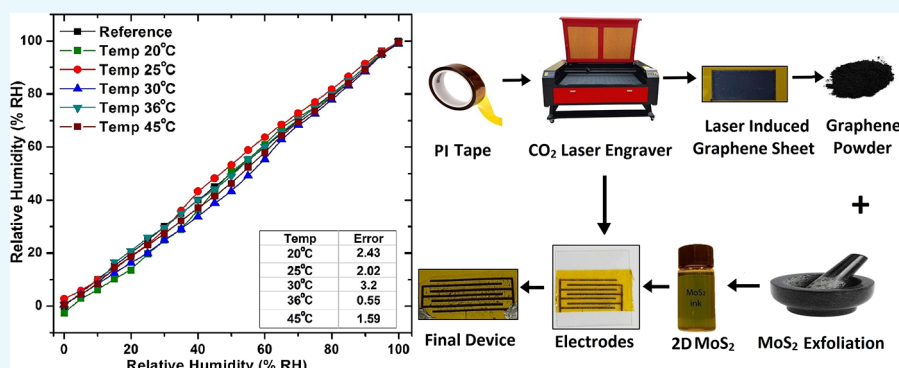 Reference
Temp 20°C
Temp 25°C
Temp 30°C
Temp 36°C
Temp 45°C
Relative Humidity (% RH)
100
80
60
40
20
0
Temp Error
20°C 2.43
25°C 2.02
30°C 3.2
36°C 0.55
45°C 1.59
0 20 40 60 80 100
Relative Humidity (% RH)
PI Tape
CO₂ Laser Engraver
Laser Induced
Graphene Sheet
Graphene
Powder
+
MoS₂
ink
Final Device
Electrodes
2D MoS₂
MoS₂ Exfoliation